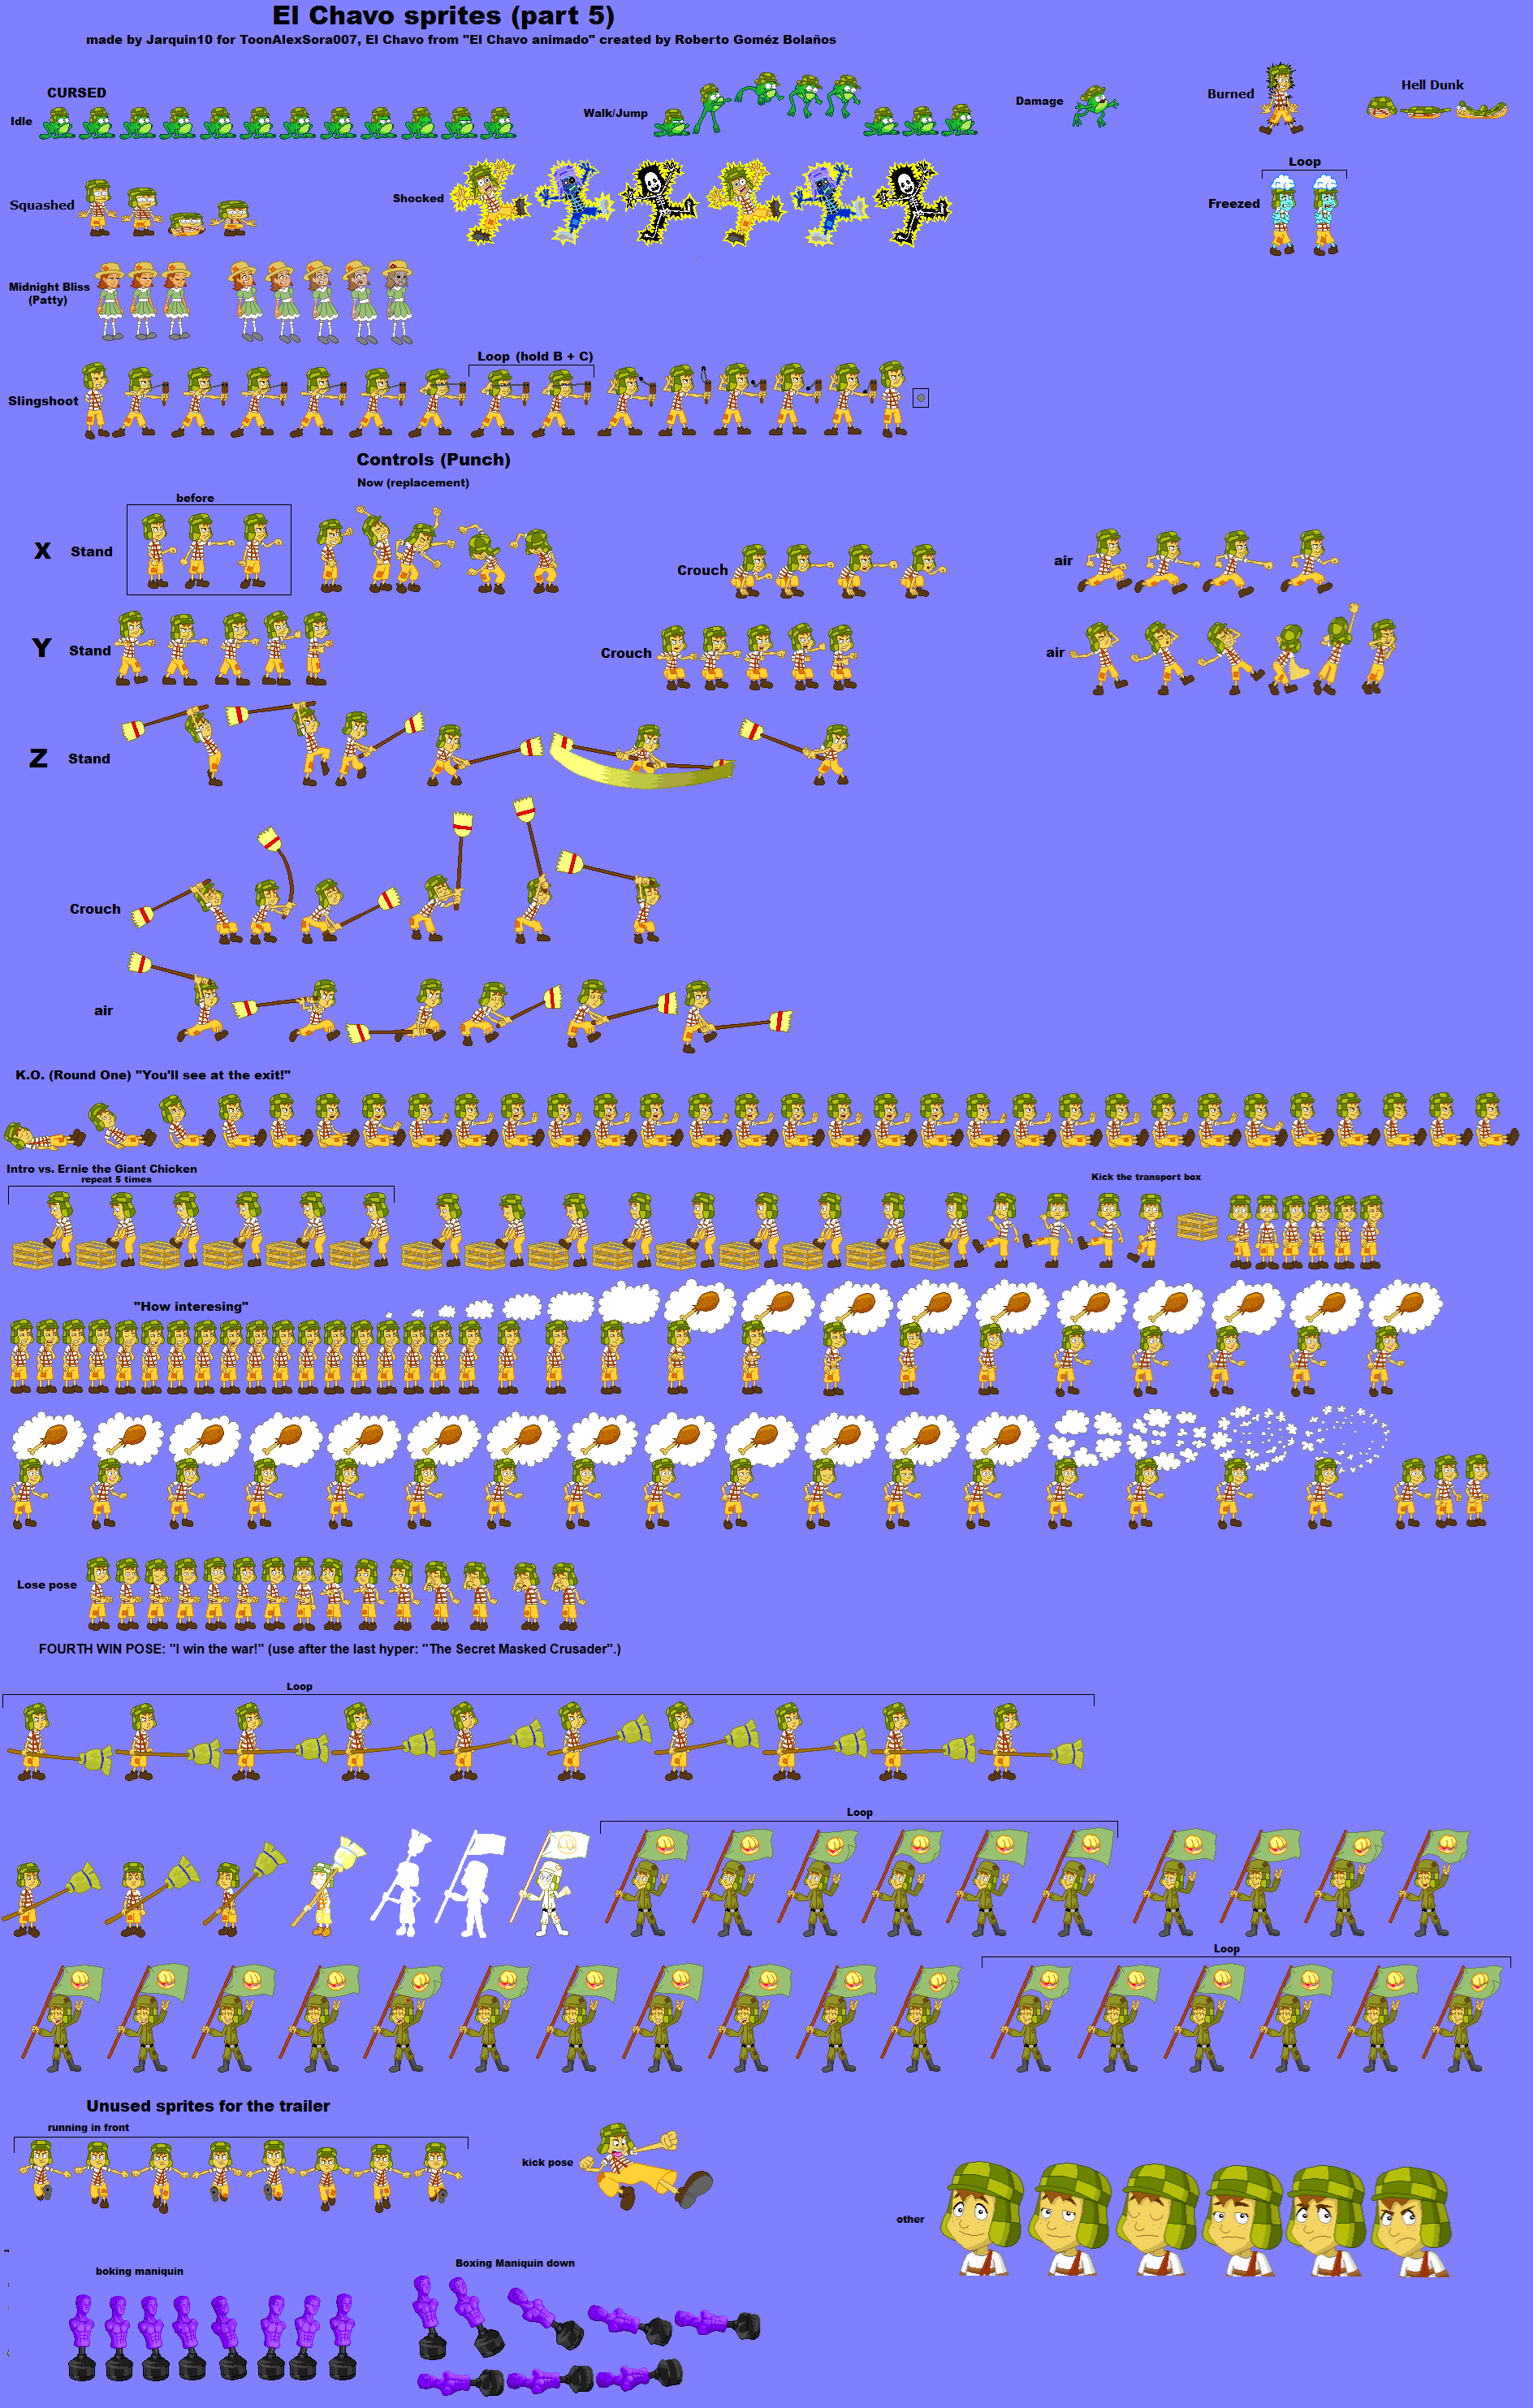 El Chavo sprites (part 5)
made by Jarquin10 for ToonAlexSora007, El Chavo from "El Chavo animado" created by Roberto Goméz Bolaños
CURSED
Idle
Walk/Jump
Damage
Burned
Hell Dunk
Squashed
Shocked
Loop
Freezed
Midnight Bliss
(Patty)
Loop (hold B + C)
Slingshoot
Controls (Punch)
Now (replacement)
before
X
Stand
Crouch
air
Y
Stand
Crouch
air
Z
Stand
Crouch
air
K.O. (Round One) "You'll see at the exit!"
Intro vs. Ernie the Giant Chicken
repeat 5 times
Kick the transport box
"How interesing"
Lose pose
FOURTH WIN POSE: "I win the war!" (use after the last hyper: "The Secret Masked Crusader".)
Loop
Loop
Loop
Unused sprites for the trailer
running in front
kick pose
other
boking maniquin
Boxing Maniquin down